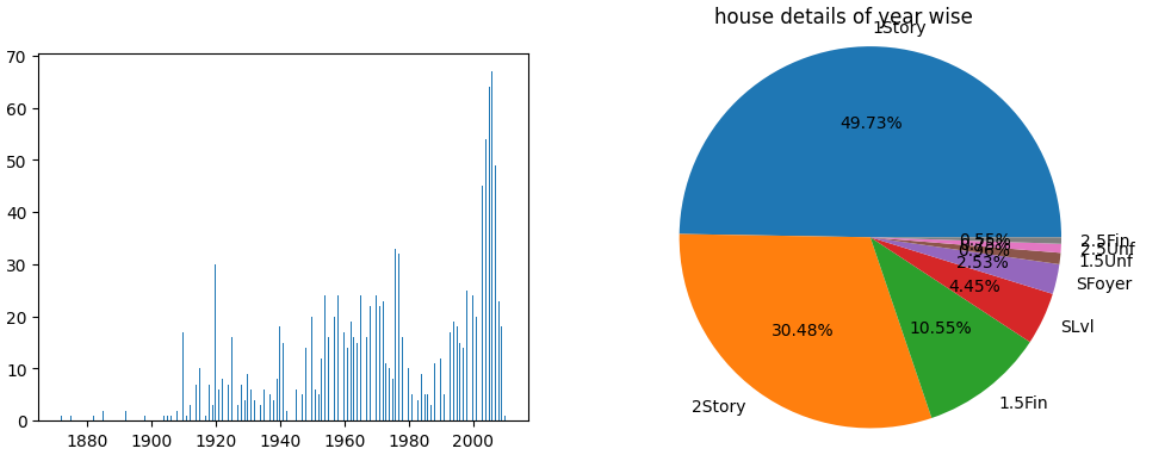 house details of year wise
1Story
49.73%
30.48%
10.55%
4.45%
2.53%
0.96%
0.55%
2.5Fin
2.5Unf
1.5Unf
SFoyer
SLvl
1.5Fin
2Story
70
60
50
40
30
20
10
0
1880 1900 1920 1940 1960 1980 2000